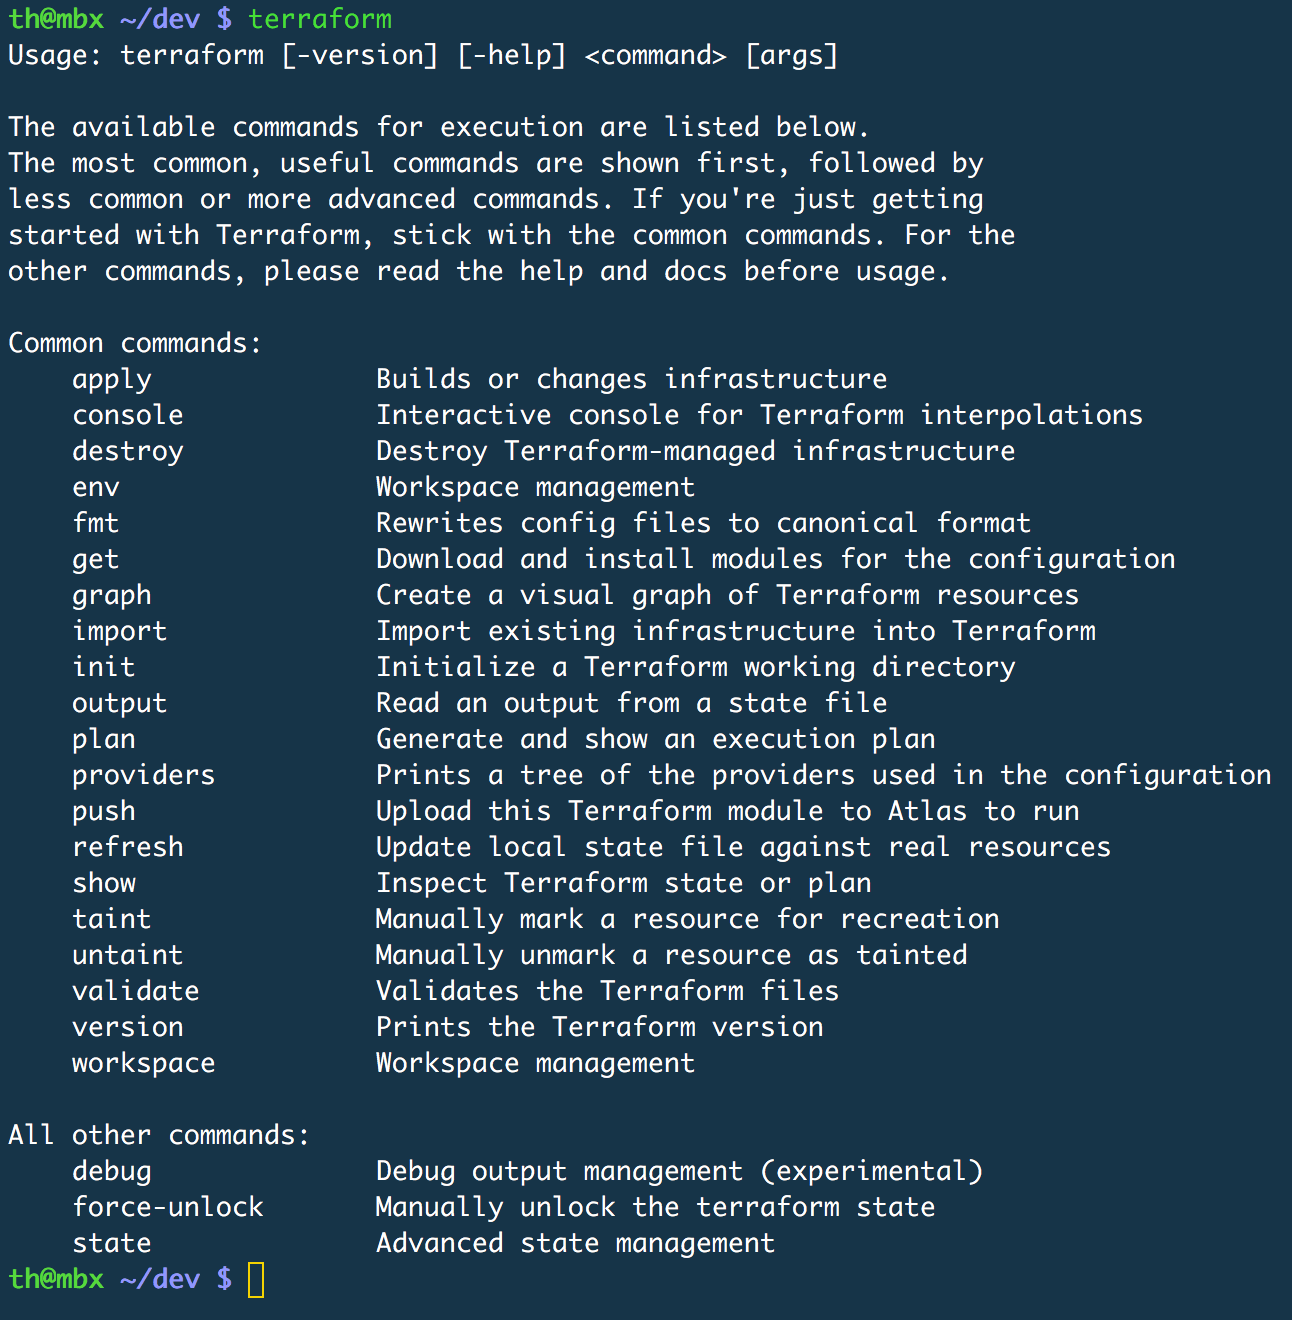 th@mbx ~/dev $ terraform
Usage: terraform [-version] [-help] <command> [args]

The available commands for execution are listed below.
The most common, useful commands are shown first, followed by
less common or more advanced commands. If you're just getting
started with Terraform, stick with the common commands. For the
other commands, please read the help and docs before usage.

Common commands:
    apply              Builds or changes infrastructure
    console            Interactive console for Terraform interpolations
    destroy            Destroy Terraform-managed infrastructure
    env                Workspace management
    fmt                Rewrites config files to canonical format
    get                Download and install modules for the configuration
    graph              Create a visual graph of Terraform resources
    import             Import existing infrastructure into Terraform
    init               Initialize a Terraform working directory
    output             Read an output from a state file
    plan               Generate and show an execution plan
    providers          Prints a tree of the providers used in the configuration
    push               Upload this Terraform module to Atlas to run
    refresh            Update local state file against real resources
    show               Inspect Terraform state or plan
    taint              Manually mark a resource for recreation
    untaint            Manually unmark a resource as tainted
    validate           Validates the Terraform files
    version            Prints the Terraform version
    workspace          Workspace management

All other commands:
    debug              Debug output management (experimental)
    force-unlock       Manually unlock the terraform state
    state              Advanced state management
th@mbx ~/dev $